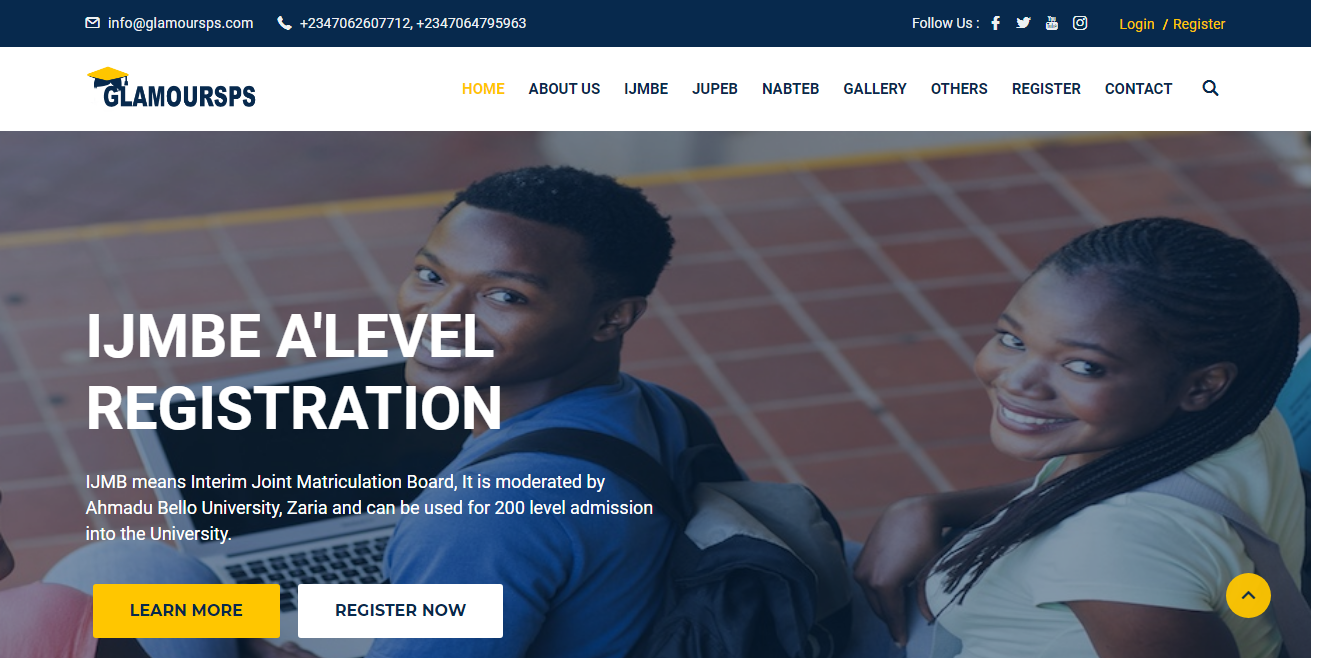 info@glamoursps.com +2347062607712, +2347064795963 Follow Us : Login / Register
GLAMOURSPS
HOME ABOUT US IJMBE JUPEB NABTEB GALLERY OTHERS REGISTER CONTACT
IJMBE A'LEVEL
REGISTRATION
IJMB means Interim Joint Matriculation Board, It is moderated by
Ahmadu Bello University, Zaria and can be used for 200 level admission
into the University.
LEARN MORE REGISTER NOW